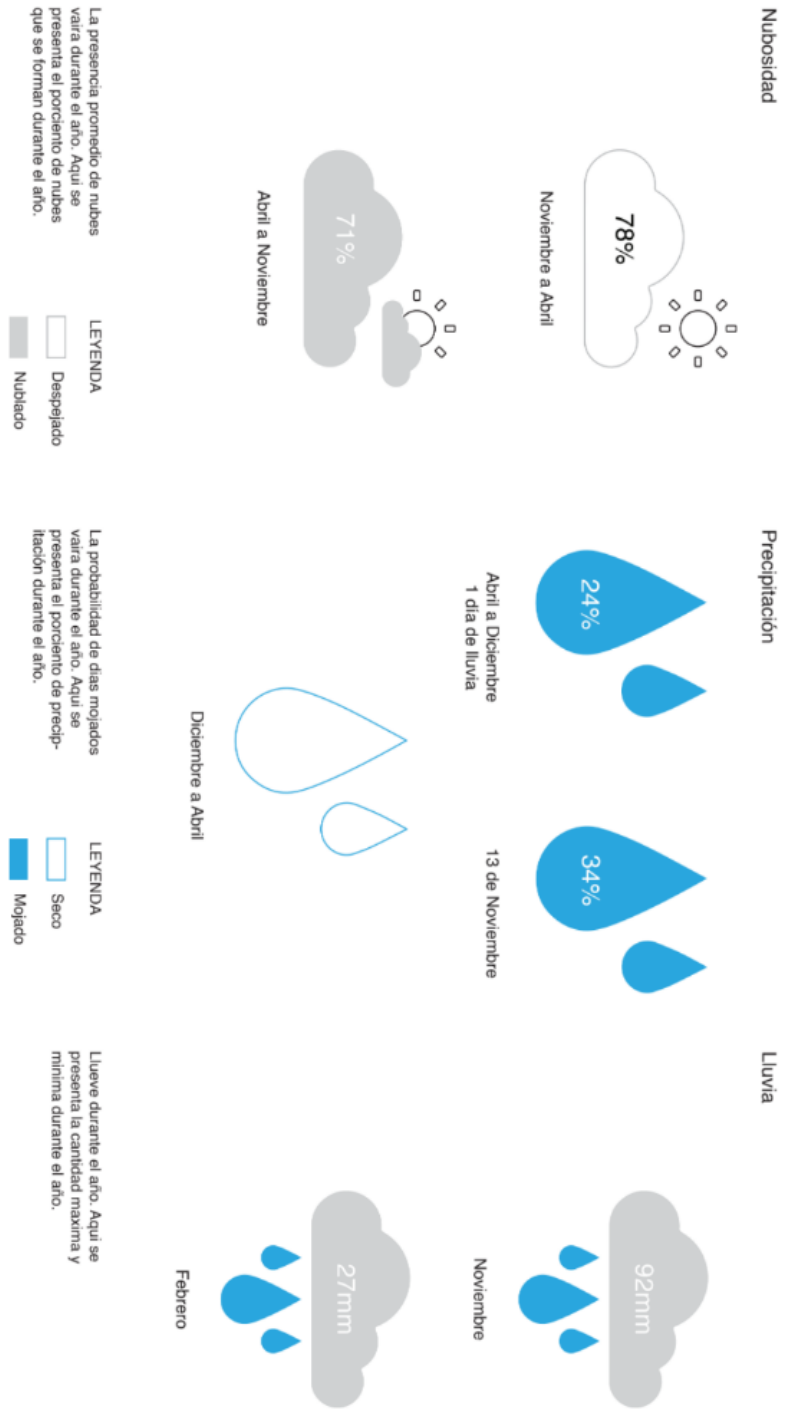 Nubosidad
78%
Noviembre a Abril
71%
Abril a Noviembre
La presencia promedio de nubes
vaira durante el año. Aqui se
presenta el porciento de nubes
que se forman durante el año.
LEYENDA
Despejado
Nublado
Precipitación
24%
Abril a Diciembre
1 día de lluvia
34%
13 de Noviembre
Diciembre a Abril
La probabilidad de dias mojados
vaira durante el año. Aqui se
presenta el porciento de precip-
itación durante el año.
LEYENDA
Seco
Mojado
Lluvia
92mm
Noviembre
27mm
Febrero
Llueve durante el año. Aqui se
presenta la cantidad maxima y
minima durante el año.